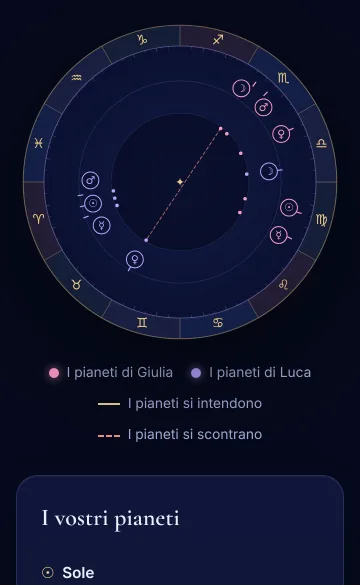 ♑ ♐
♒ ♏
☽
♂
♀
♓ ♎
☽
♂
☉ ☉
♈ ♍
☿ ☿
♀
♉ ♌
♊ ♋
I pianeti di Giulia I pianeti di Luca
I pianeti si intendono
I pianeti si scontrano
I vostri pianeti
☉ Sole